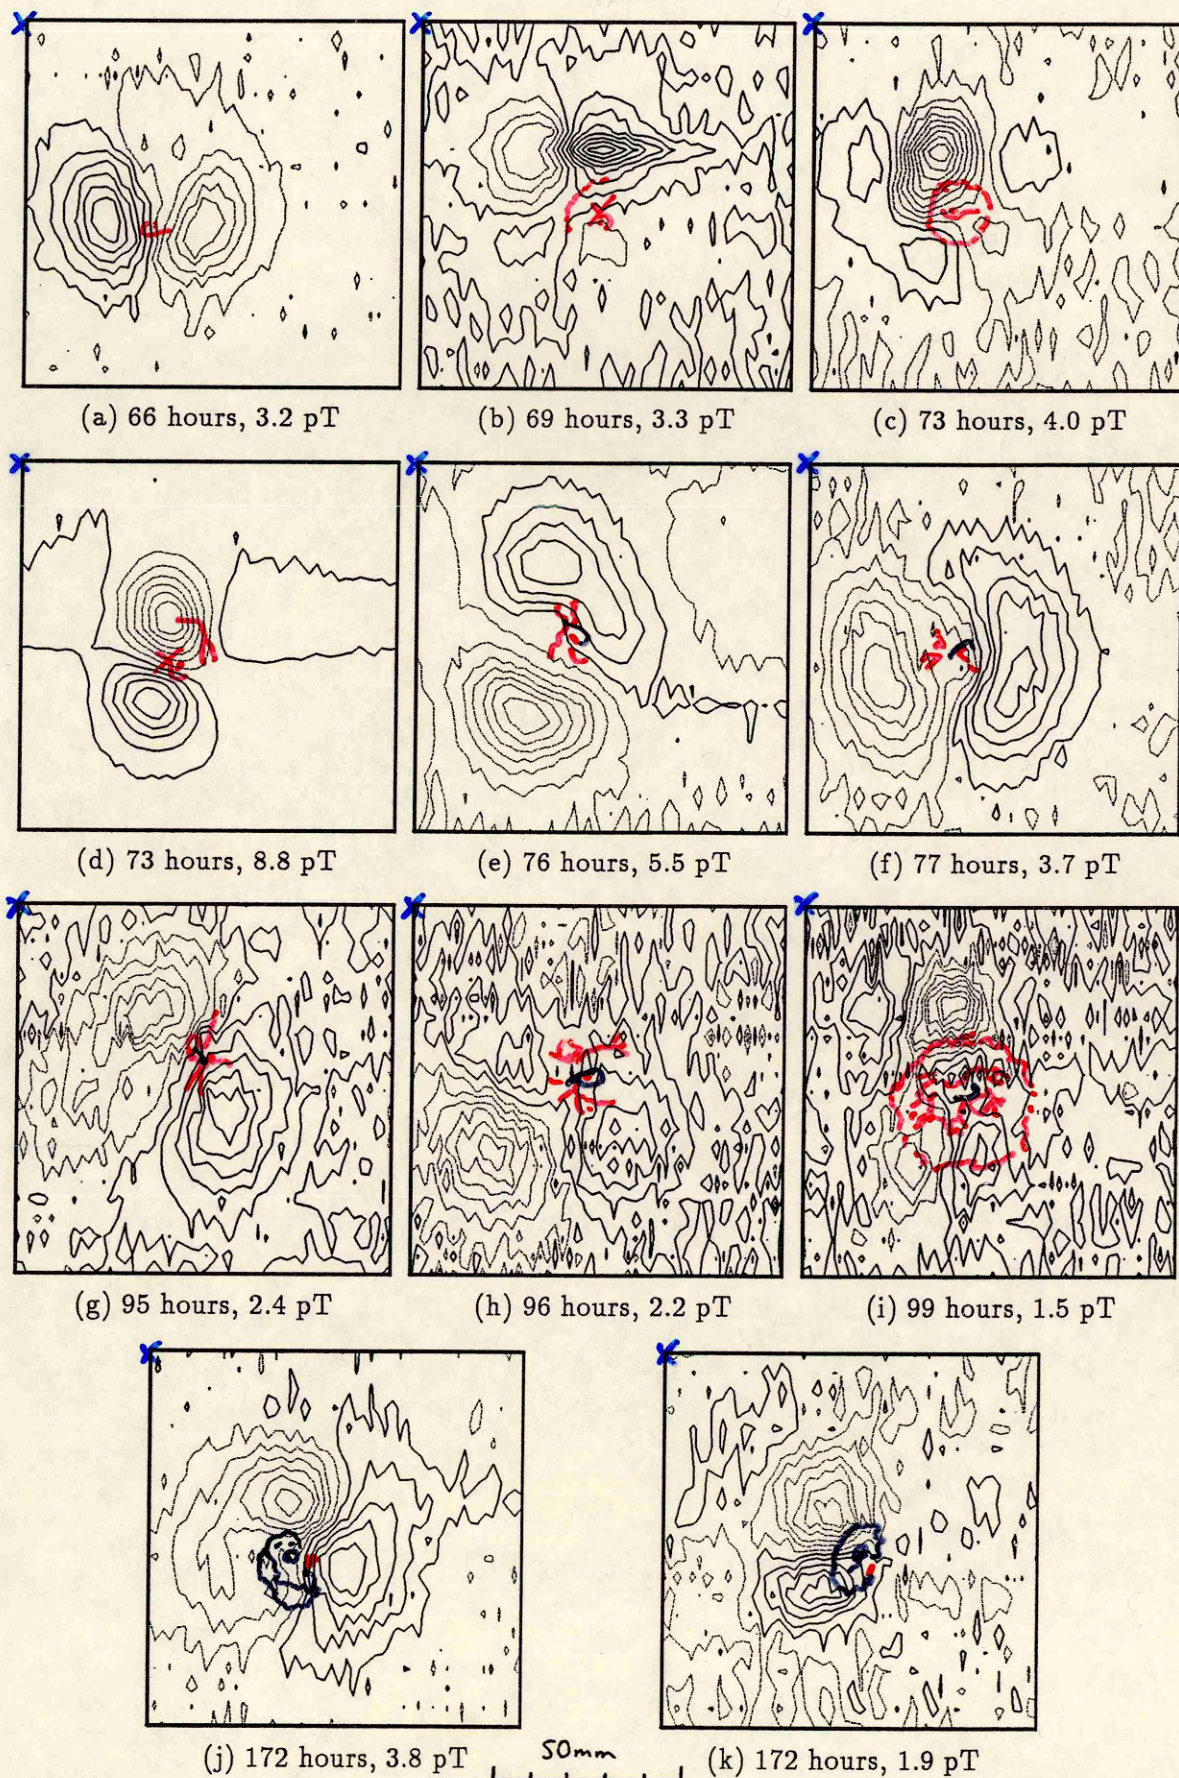 (a) 66 hours, 3.2 pT
(b) 69 hours, 3.3 pT
(c) 73 hours, 4.0 pT
(d) 73 hours, 8.8 pT
(e) 76 hours, 5.5 pT
(f) 77 hours, 3.7 pT
(g) 95 hours, 2.4 pT
(h) 96 hours, 2.2 pT
(i) 99 hours, 1.5 pT
(j) 172 hours, 3.8 pT
50mm
(k) 172 hours, 1.9 pT